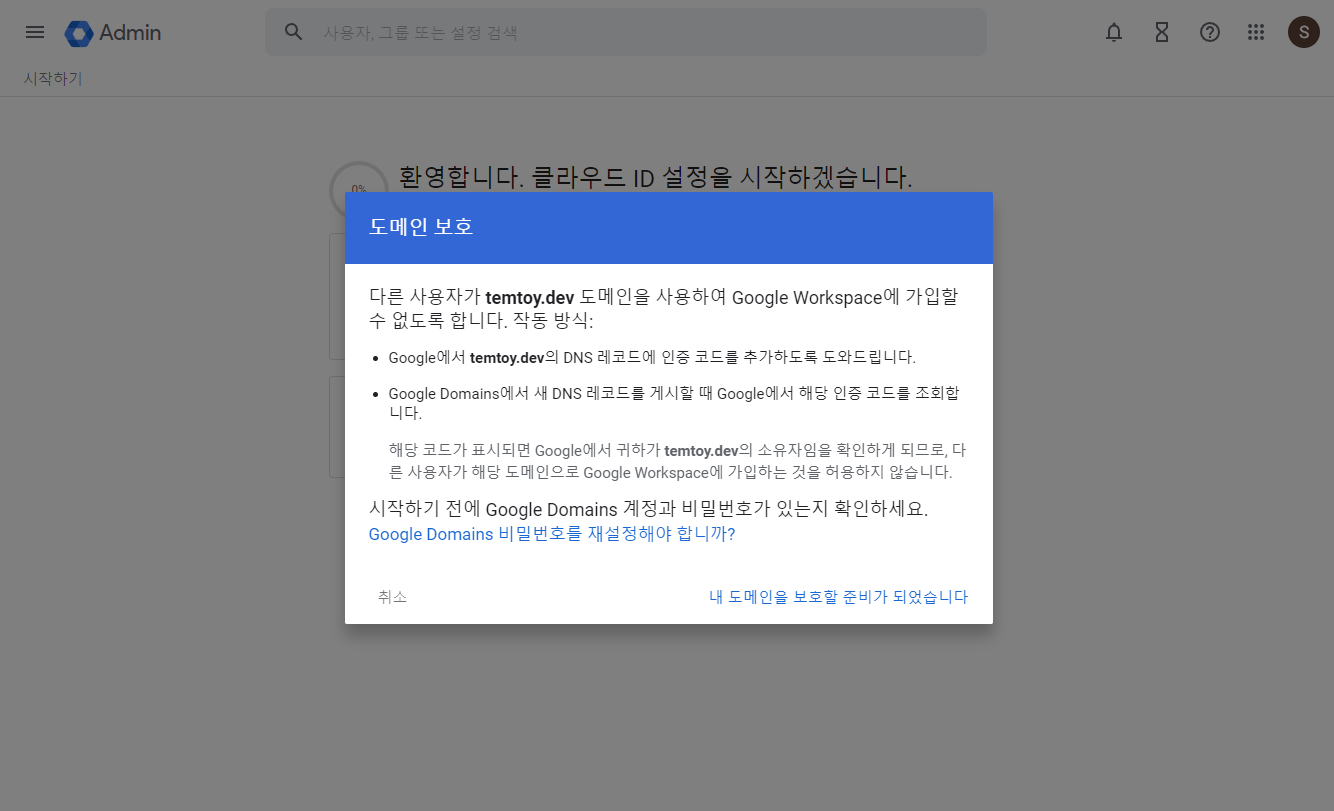 Admin
사용자, 그룹 또는 설정 검색
S
시작하기
0%
환영합니다. 클라우드 ID 설정을 시작하겠습니다.
도메인 보호
다른 사용자가 temtoy.dev 도메인을 사용하여 Google Workspace에 가입할
수 없도록 합니다. 작동 방식:
• Google에서 temtoy.dev의 DNS 레코드에 인증 코드를 추가하도록 도와드립니다.
• Google Domains에서 새 DNS 레코드를 게시할 때 Google에서 해당 인증 코드를 조회합
니다.
해당 코드가 표시되면 Google에서 귀하가 temtoy.dev의 소유자임을 확인하게 되므로, 다
른 사용자가 해당 도메인으로 Google Workspace에 가입하는 것을 허용하지 않습니다.
시작하기 전에 Google Domains 계정과 비밀번호가 있는지 확인하세요.
Google Domains 비밀번호를 재설정해야 합니까?
취소
내 도메인을 보호할 준비가 되었습니다